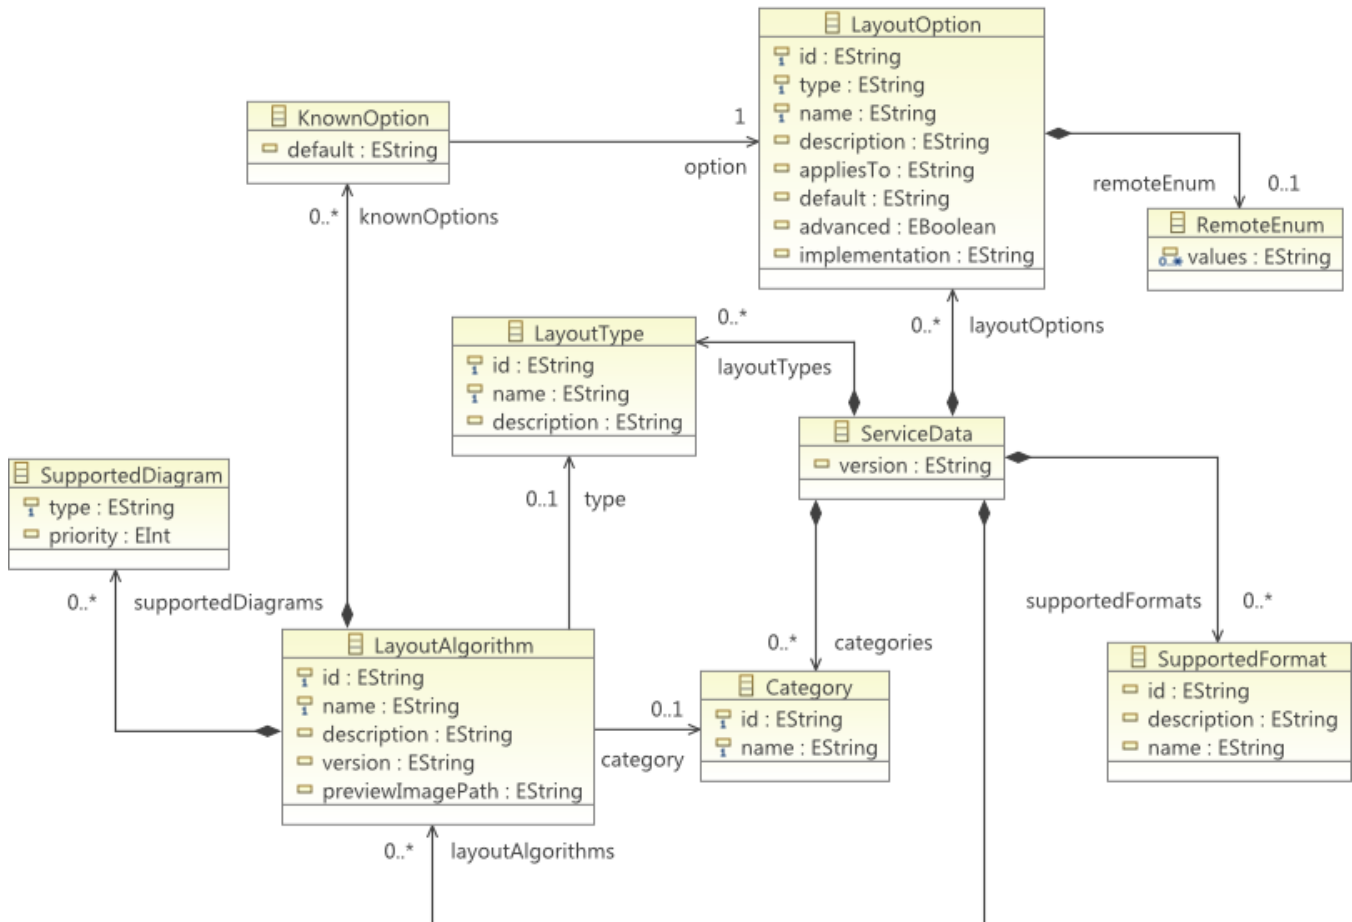 LayoutOption
id : EString
type : EString
name : EString
description : EString
appliesTo : EString
default : EString
advanced : EBoolean
implementation : EString
KnownOption
default : EString
1
option
remoteEnum 0..1
RemoteEnum
0..* values : EString
0..* knownOptions
0..* layoutOptions
LayoutType
id : EString
name : EString
description : EString
0..*
layoutTypes
ServiceData
version : EString
SupportedDiagram
type : EString
priority : EInt
0..1 type
0..* supportedDiagrams
supportedFormats 0..*
LayoutAlgorithm
id : EString
name : EString
description : EString
version : EString
previewImagePath : EString
0..* categories
0..1
category
Category
id : EString
name : EString
SupportedFormat
id : EString
description : EString
name : EString
0..* layoutAlgorithms